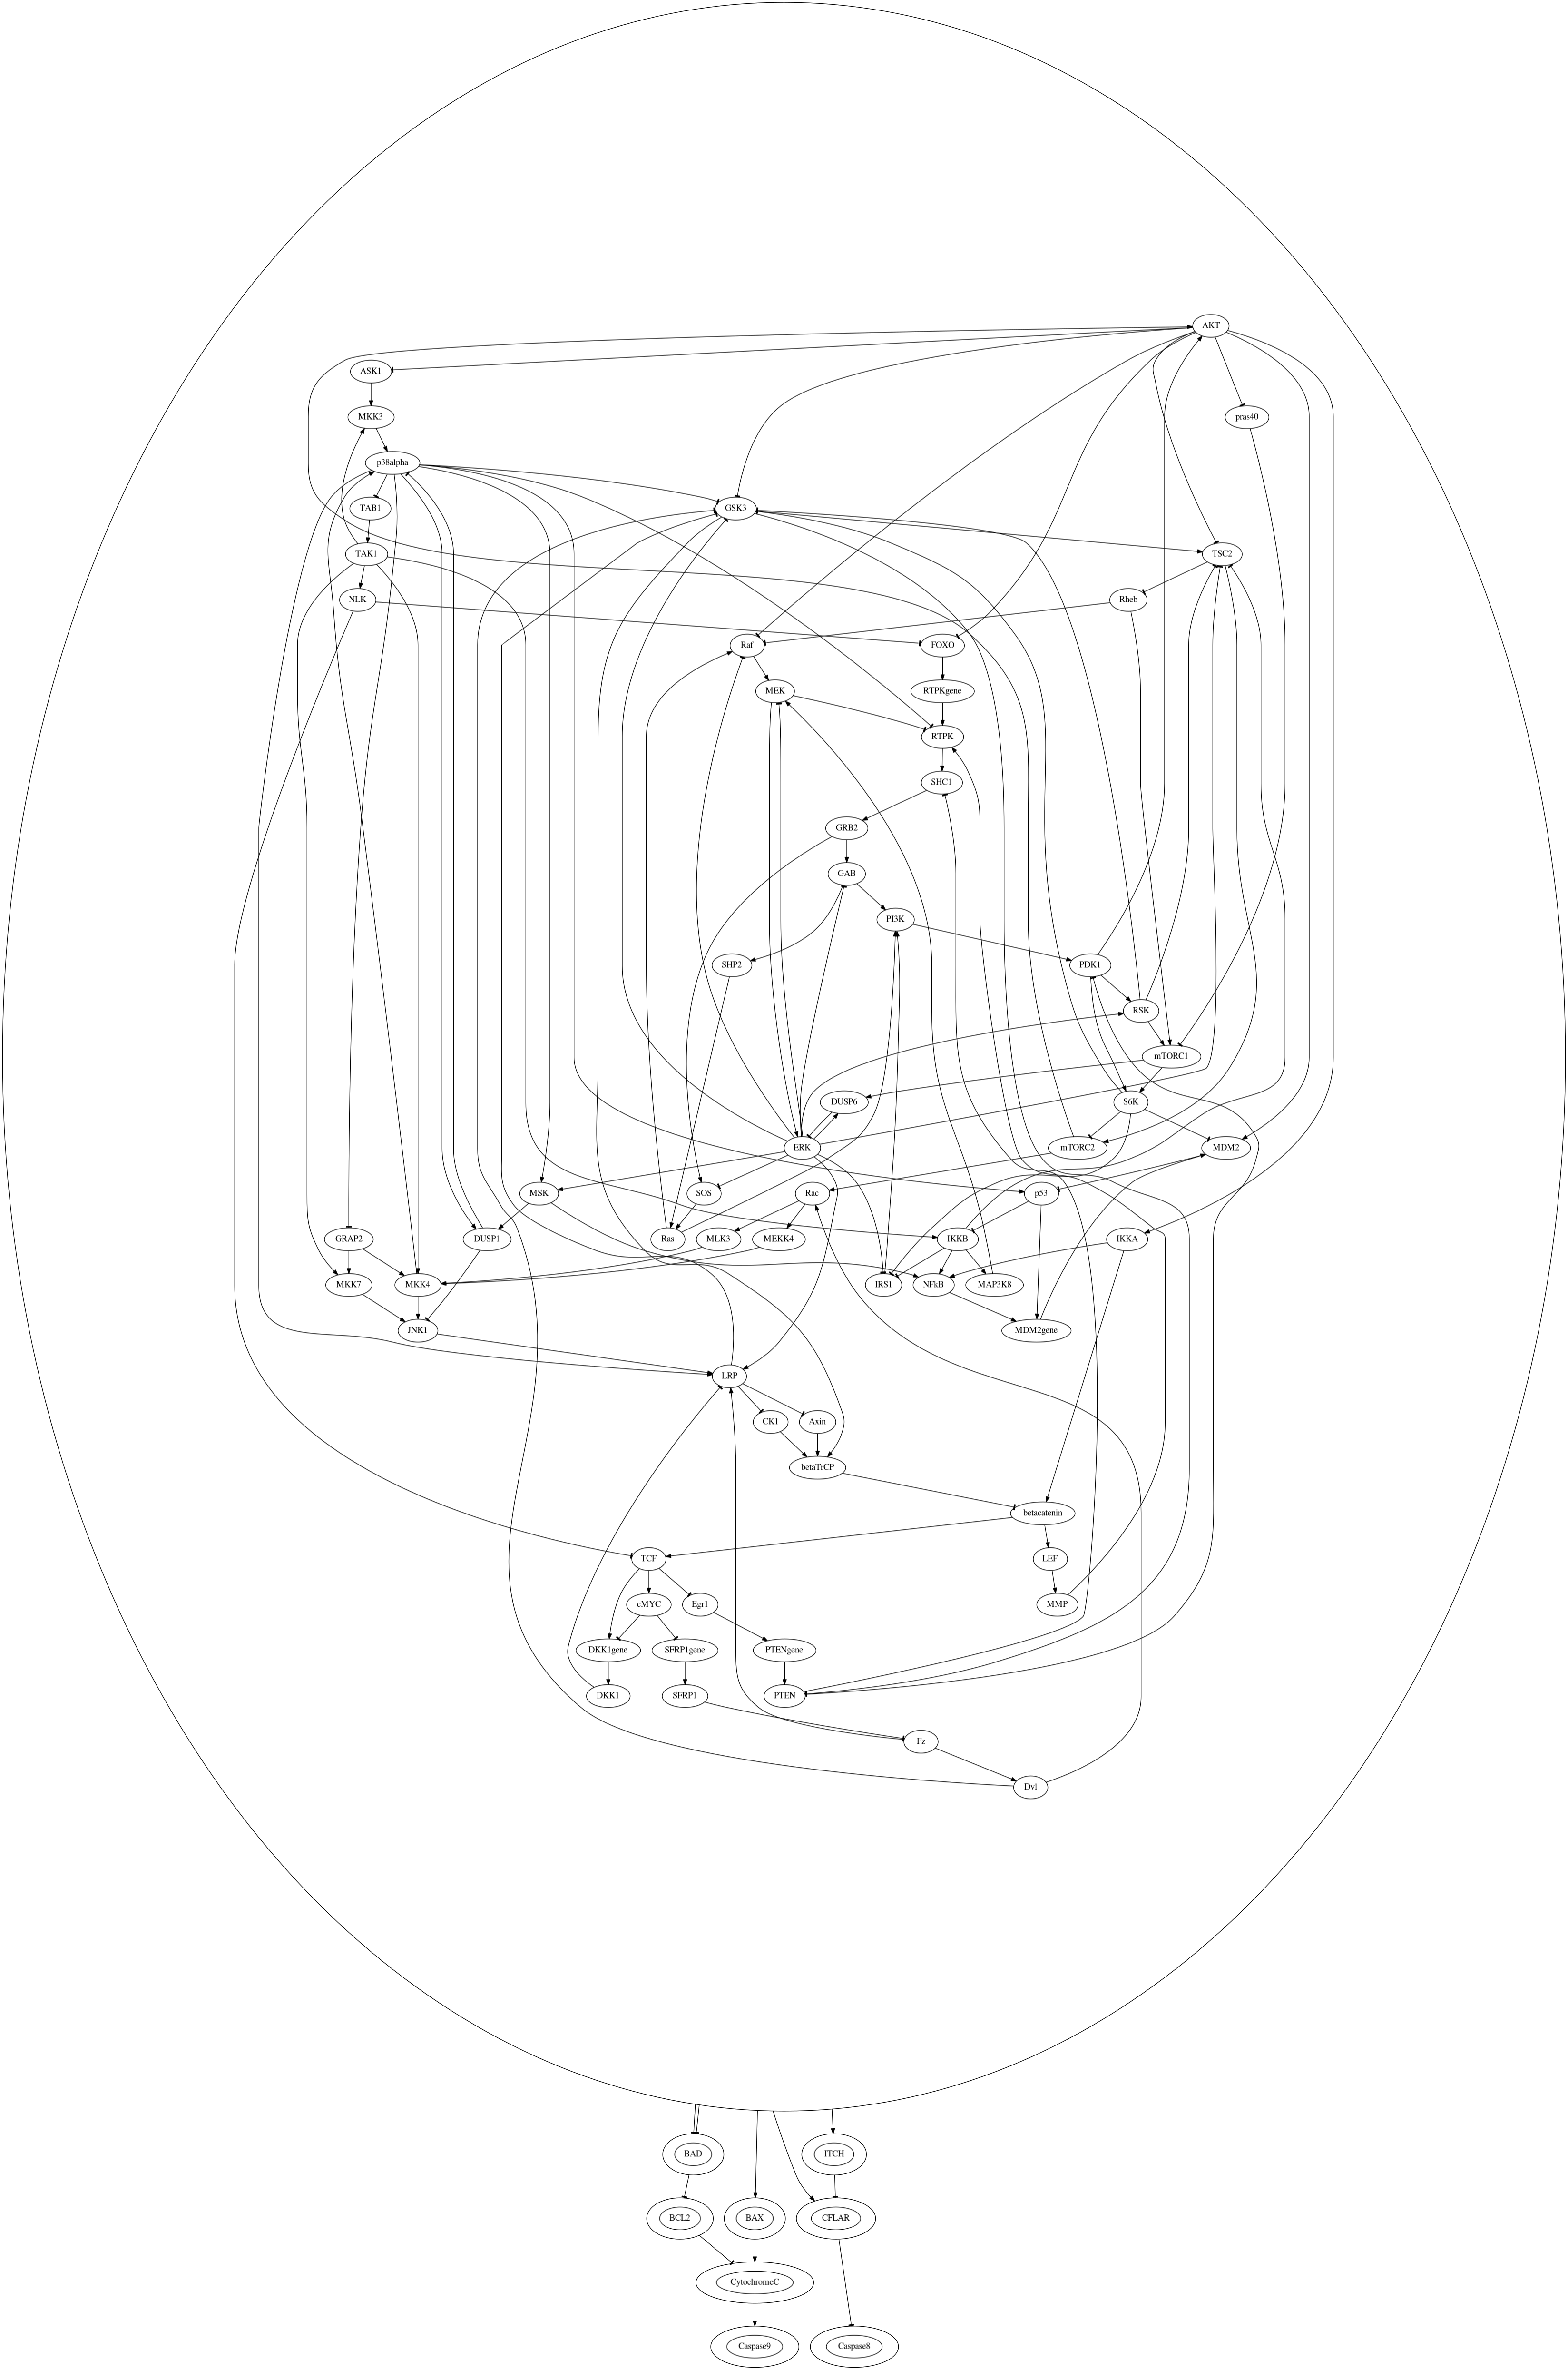 AKT
ASK1
MKK3
pras40
p38alpha
TAB1
GSK3
TAK1
TSC2
NLK
Rheb
Raf
FOXO
MEK
RTPKgene
RTPK
SHC1
GRB2
GAB
PI3K
SHP2
PDK1
RSK
mTORC1
DUSP6
S6K
ERK
mTORC2
MDM2
MSK
SOS
Rac
p53
GRAP2
DUSP1
Ras
MLK3
MEKK4
IKKB
IKKA
MKK7
MKK4
IRS1
NFkB
MAP3K8
JNK1
MDM2gene
LRP
CK1
Axin
betaTrCP
betacatenin
TCF
LEF
cMYC
Egr1
MMP
DKK1gene
SFRP1gene
PTENgene
DKK1
SFRP1
PTEN
Fz
Dvl
BAD
ITCH
BCL2
BAX
CFLAR
CytochromeC
Caspase9
Caspase8